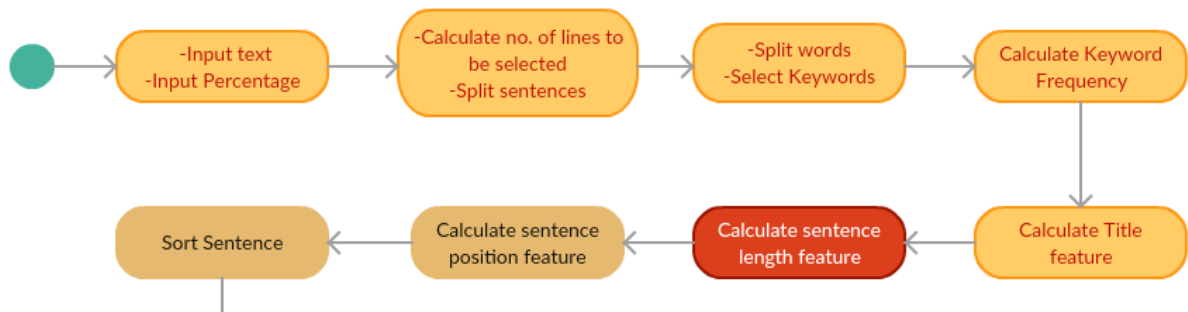 -Input text
-Input Percentage
-Calculate no. of lines to
be selected
-Split sentences
-Split words
-Select Keywords
Calculate Keyword
Frequency
Calculate Title
feature
Calculate sentence
length feature
Calculate sentence
position feature
Sort Sentence